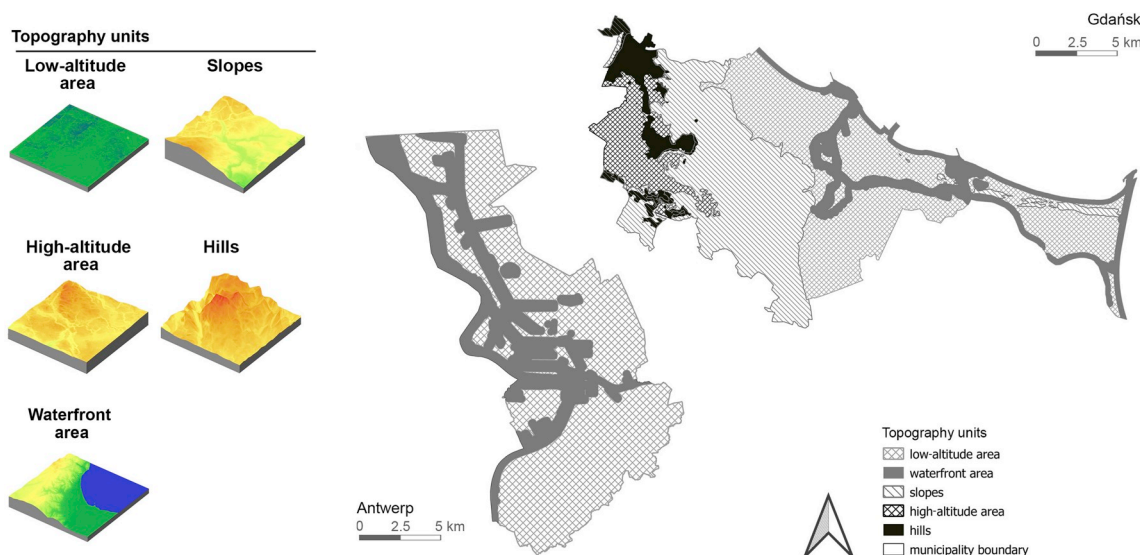 Topography units
Low-altitude
area
Slopes
High-altitude
area
Hills
Waterfront
area
Gdańsk
0 2.5 5 km
Antwerp
0 2.5 5 km
Topography units
low-altitude area
waterfront area
slopes
high-altitude area
hills
municipality boundary